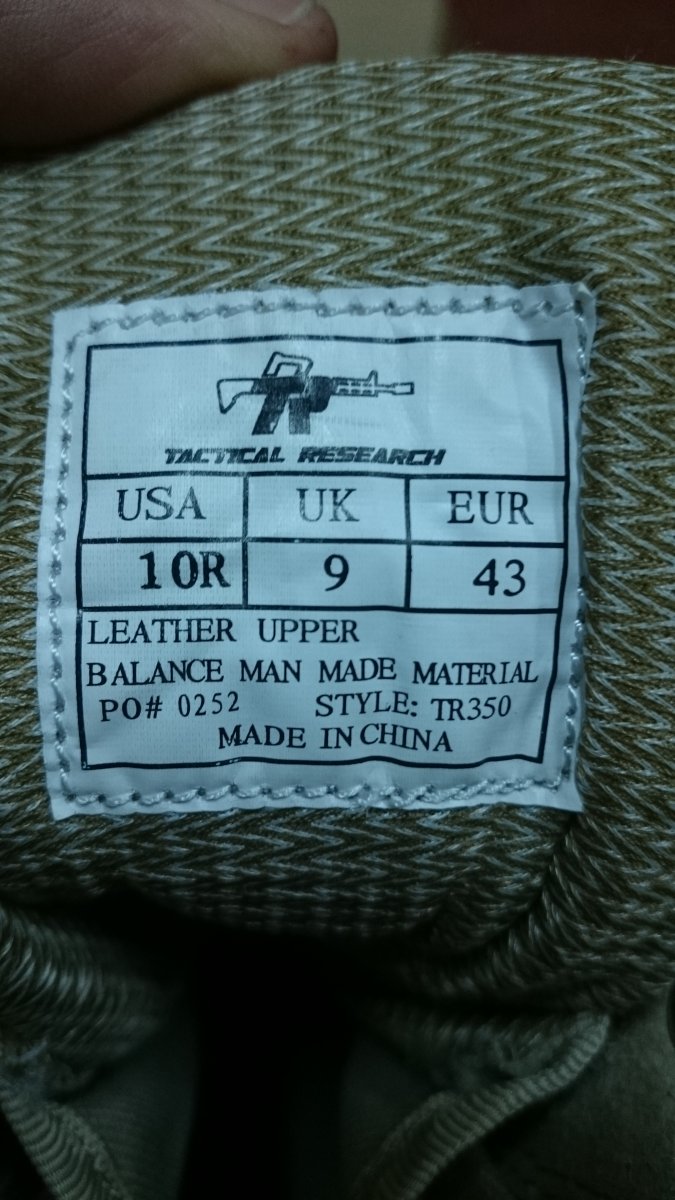 TR
TACTICAL RESEARCH
USA UK EUR
10R 9 43
LEATHER UPPER
BALANCE MAN MADE MATERIAL
PO# 0252 STYLE: TR350
MADE IN CHINA